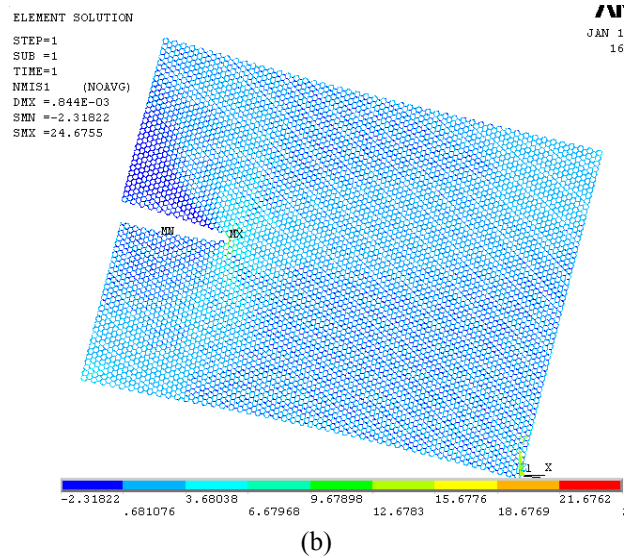 ELEMENT SOLUTION
STEP=1
SUB =1
TIME=1
NMIS1 (NOAVG)
DMX =.844E-03
SMN =-2.31822
SMX =24.6755
JAN 1
16
MN
MX
1 X
-2.31822 3.68038 9.67898 15.6776 21.6762
.681076 6.67968 12.6783 18.6769
(b)